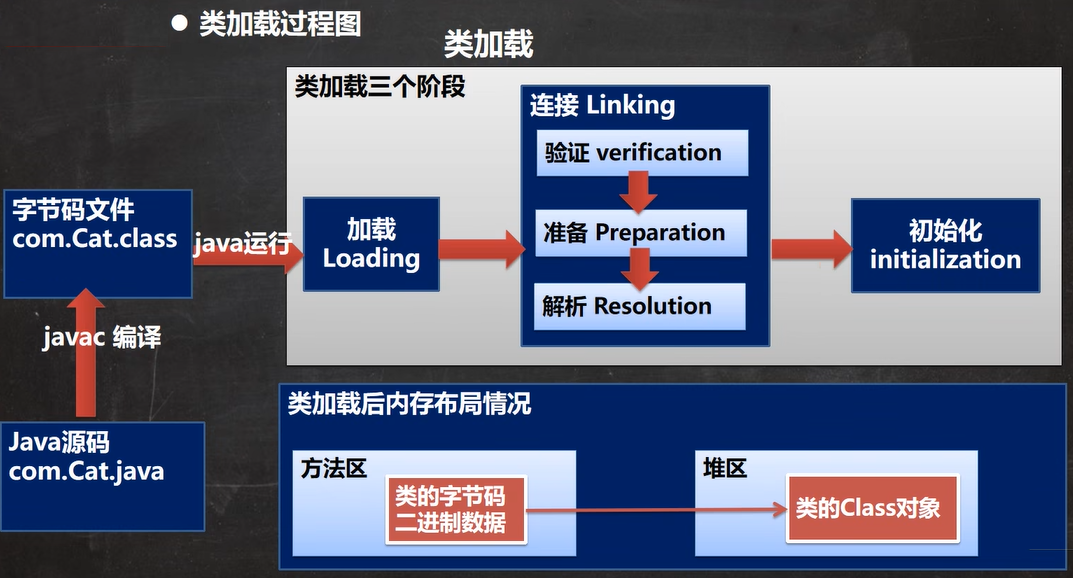 ● 类加载过程图
类加载
类加载三个阶段
连接 Linking
验证 verification
准备 Preparation
解析 Resolution
字节码文件
com.Cat.class
java运行
加载
Loading
初始化
initialization
javac 编译
Java源码
com.Cat.java
类加载后内存布局情况
方法区
类的字节码
二进制数据
堆区
类的Class对象